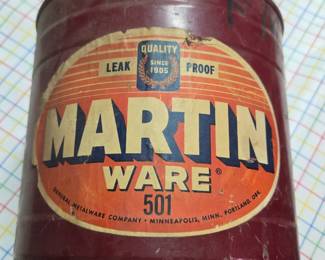 QUALITY
SINCE
1905
LEAK PROOF
MARTIN
WARE®
501
GENERAL METALWARE COMPANY • MINNEAPOLIS, MINN., PORTLAND, ORE.